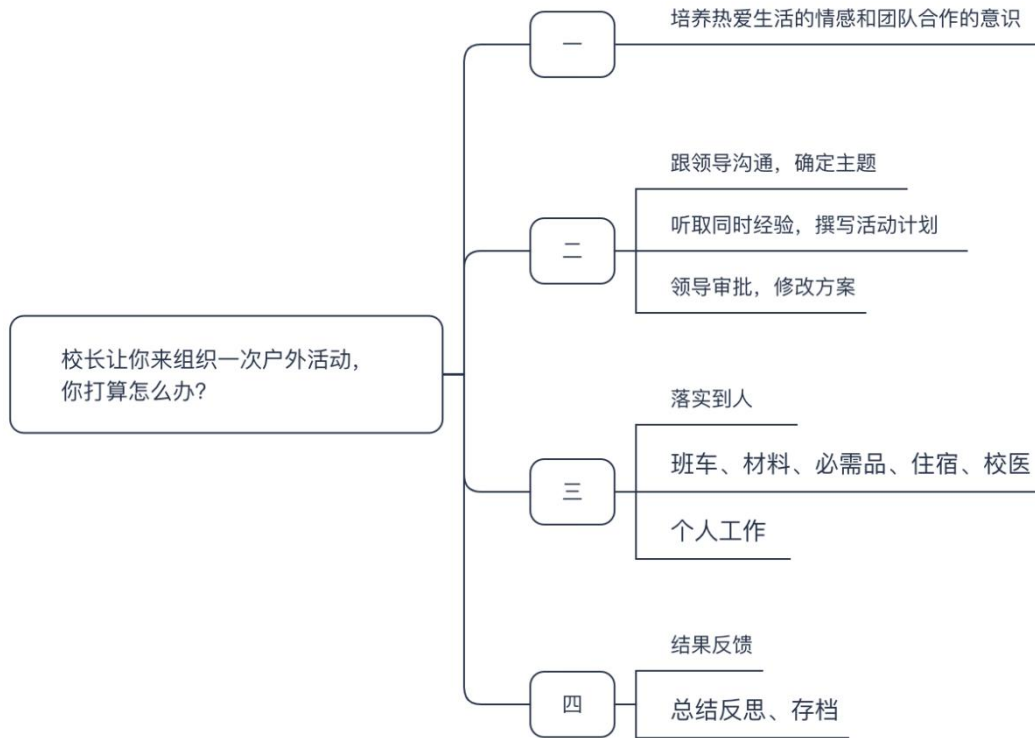 校长让你来组织一次户外活动，
你打算怎么办？
一
培养热爱生活的情感和团队合作的意识
二
跟领导沟通，确定主题
听取同时经验，撰写活动计划
领导审批，修改方案
三
落实到人
班车、材料、必需品、住宿、校医
个人工作
四
结果反馈
总结反思、存档